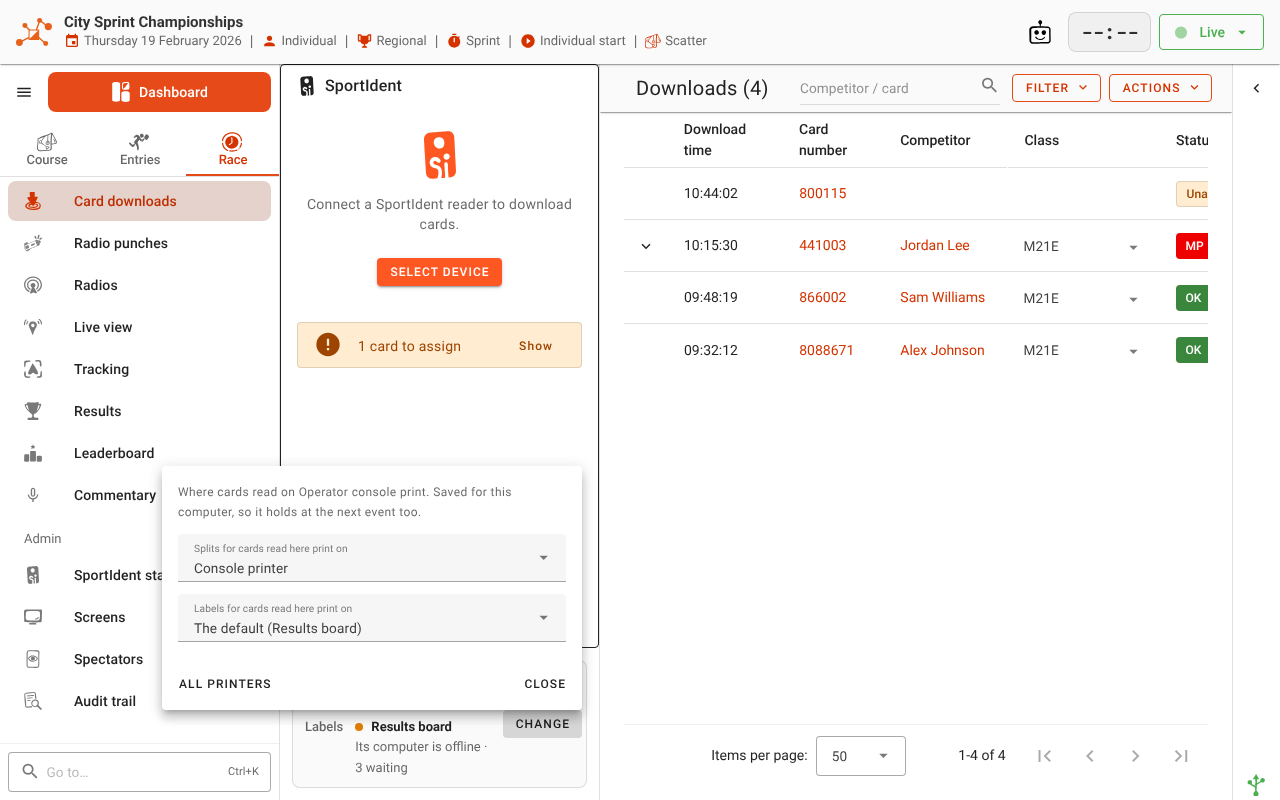 City Sprint Championships
Thursday 19 February 2026 | Individual | Regional | Sprint | Individual start | Scatter
--:--
Live
Dashboard
Course
Entries
Race
Card downloads
Radio punches
Radios
Live view
Tracking
Results
Leaderboard
Commentary
Admin
SportIdent sta
Screens
Spectators
Audit trail
Go to…
Ctrl+K
SportIdent
si
Connect a SportIdent reader to download
cards.
SELECT DEVICE
1 card to assign
Show
Where cards read on Operator console print. Saved for this
computer, so it holds at the next event too.
Splits for cards read here print on
Console printer
Labels for cards read here print on
The default (Results board)
ALL PRINTERS
CLOSE
Labels
Results board
CHANGE
Its computer is offline ·
3 waiting
Downloads (4)
Competitor / card
FILTER
ACTIONS
Download
time
Card
number
Competitor
Class
Statu
10:44:02 800115 Una
10:15:30 441003 Jordan Lee M21E MP
09:48:19 866002 Sam Williams M21E OK
09:32:12 8088671 Alex Johnson M21E OK
Items per page: 50 1-4 of 4